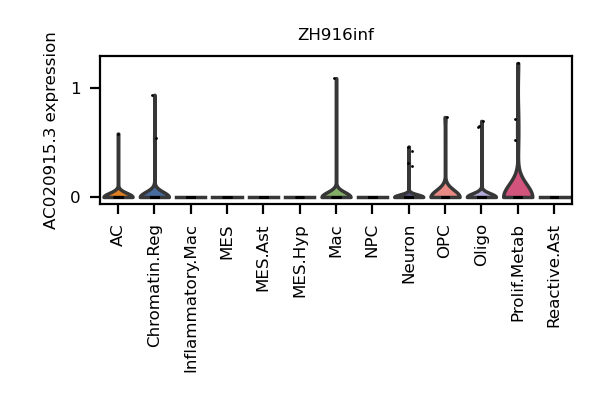 ZH916inf
AC020915.3 expression
1
0
AC
Chromatin.Reg
Inflammatory.Mac
MES
MES.Ast
MES.Hyp
Mac
NPC
Neuron
OPC
Oligo
Prolif.Metab
Reactive.Ast